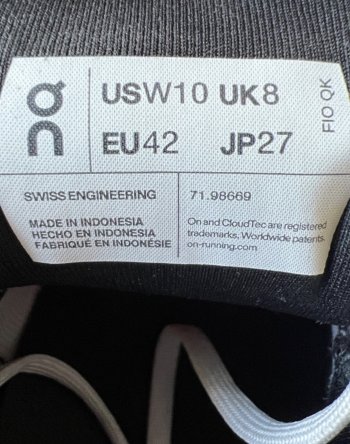 USW10 UK8
EU42 JP27
FIO QK
SWISS ENGINEERING
71.98669
MADE IN INDONESIA
HECHO EN INDONESIA
FABRIQUÉ EN INDONÉSIE
On and CloudTec are registered
trademarks. Worldwide patents.
on-running.com